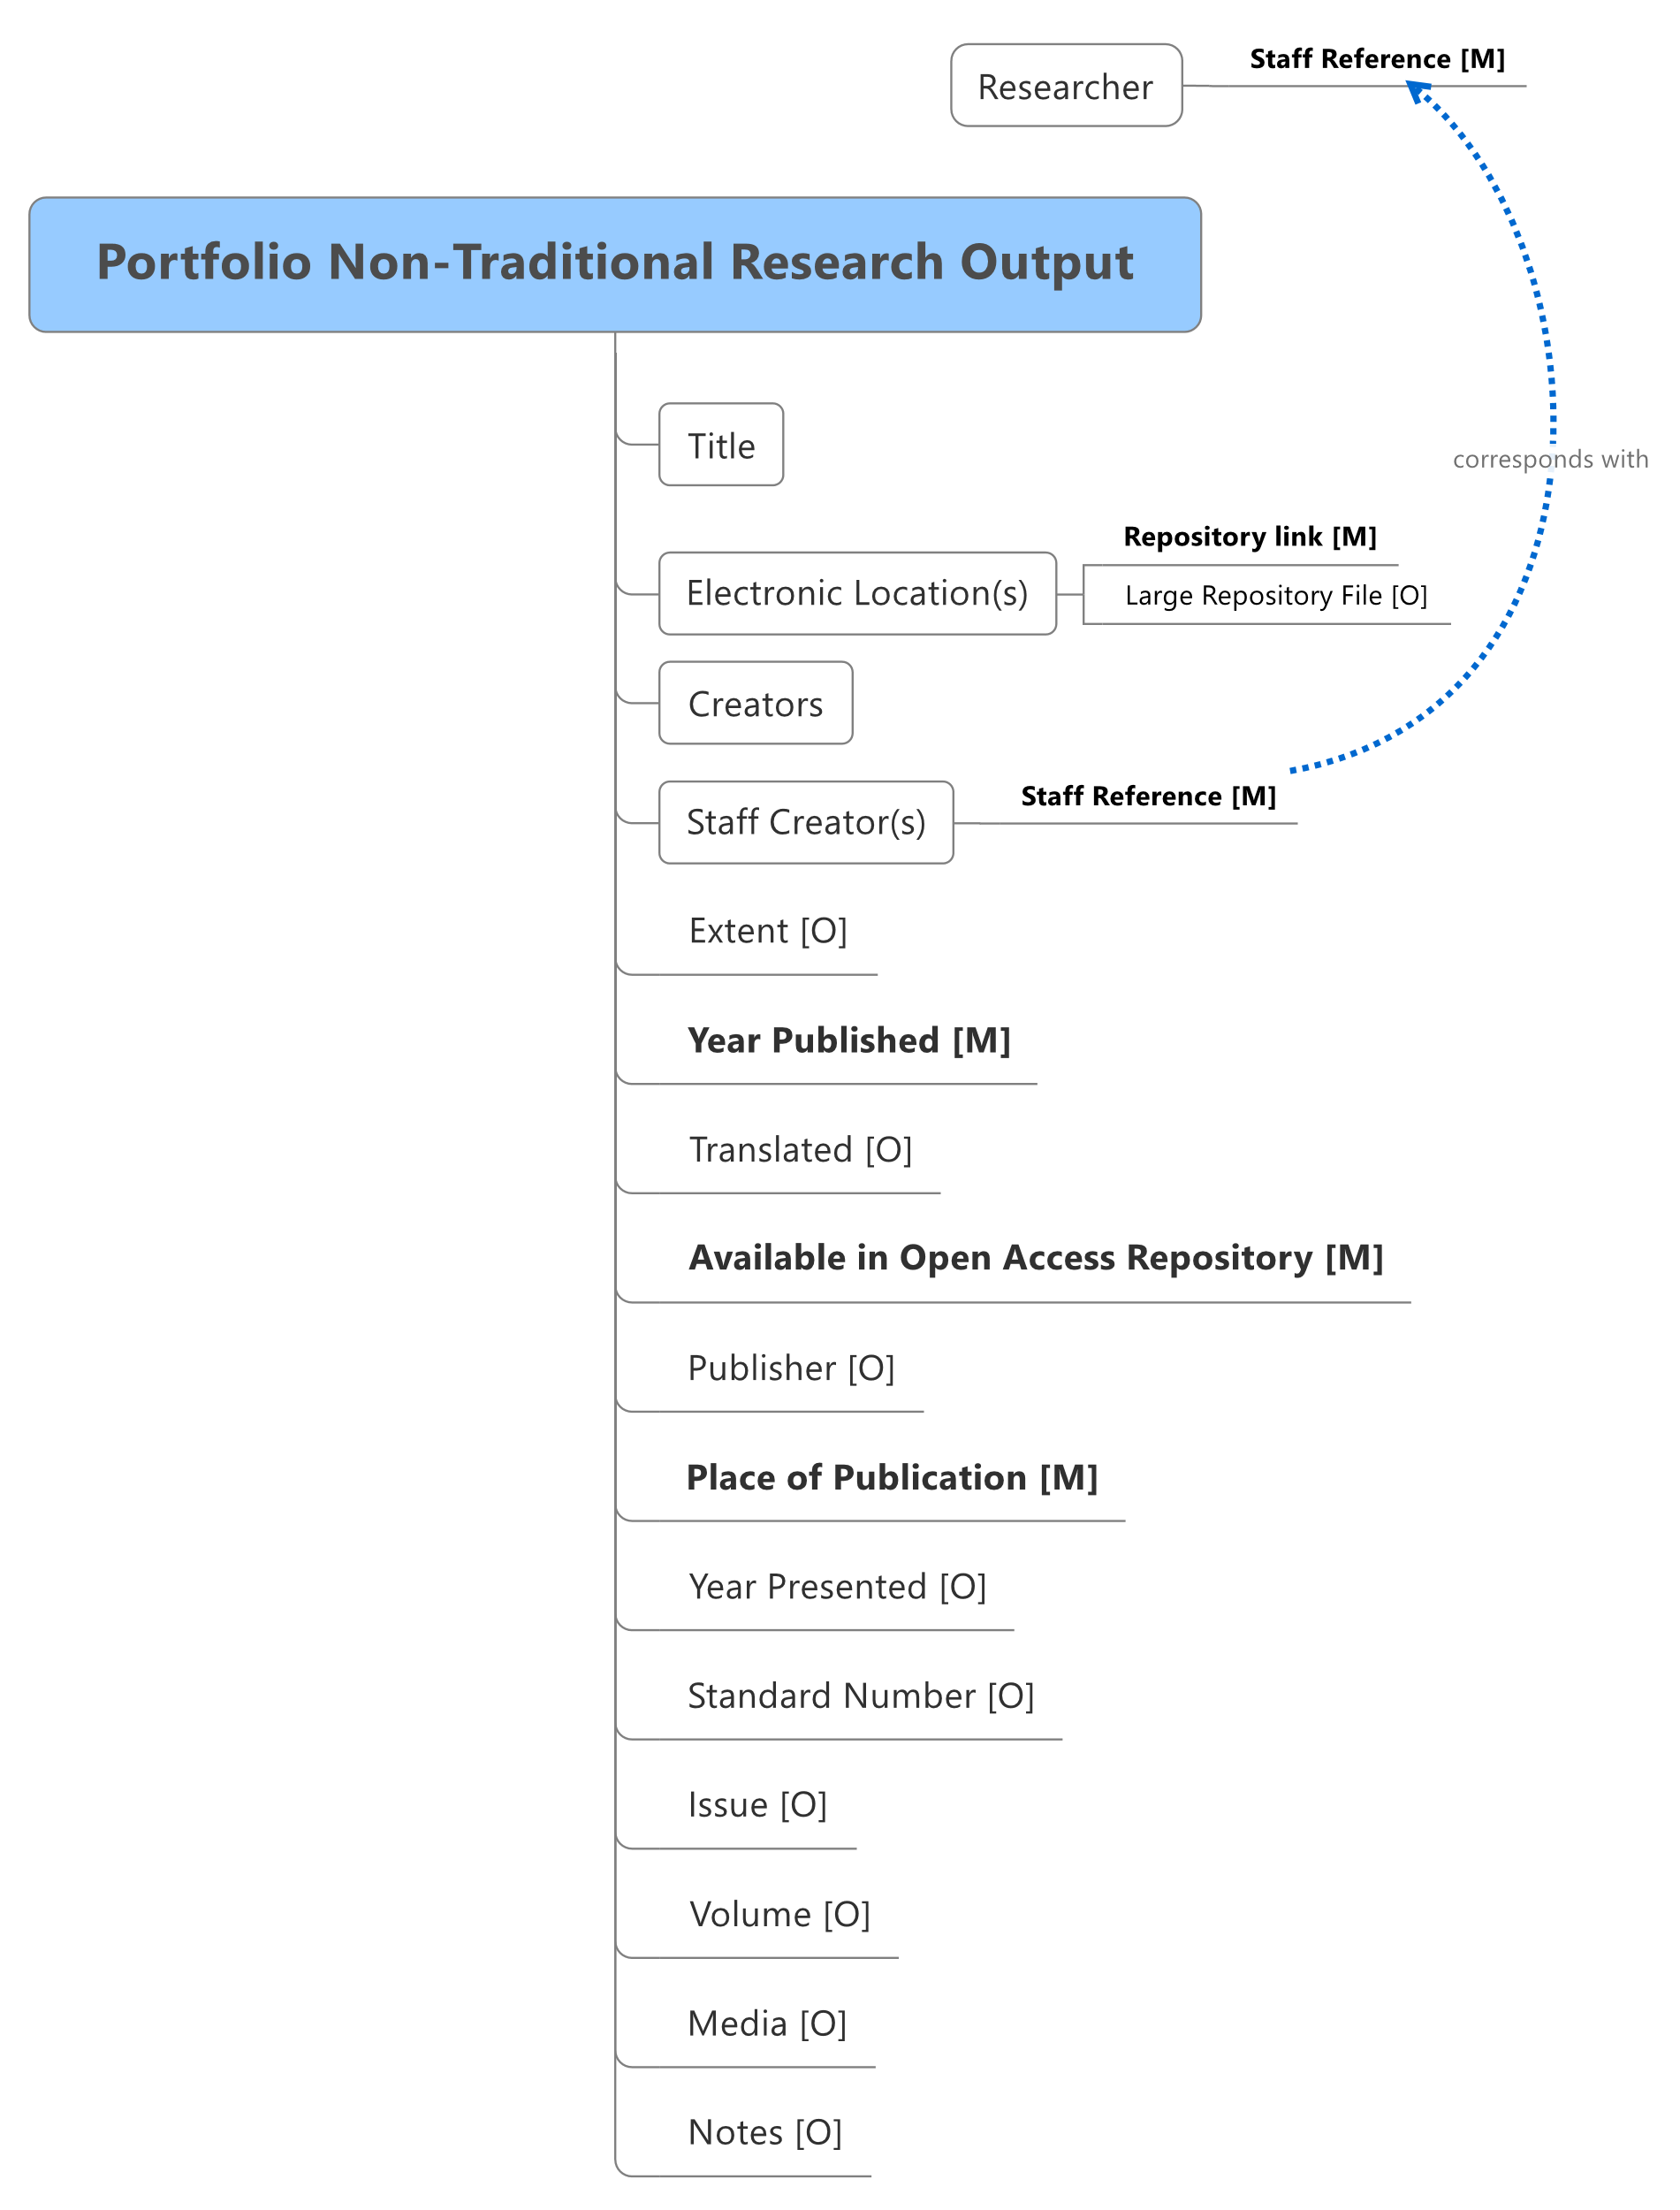 Staff Reference [M]
Researcher
Portfolio Non-Traditional Research Output
Title
corresponds with
Repository link [M]
Electronic Location(s)
Large Repository File [O]
Creators
Staff Reference [M]
Staff Creator(s)
Extent [O]
Year Published [M]
Translated [O]
Available in Open Access Repository [M]
Publisher [O]
Place of Publication [M]
Year Presented [O]
Standard Number [O]
Issue [O]
Volume [O]
Media [O]
Notes [O]